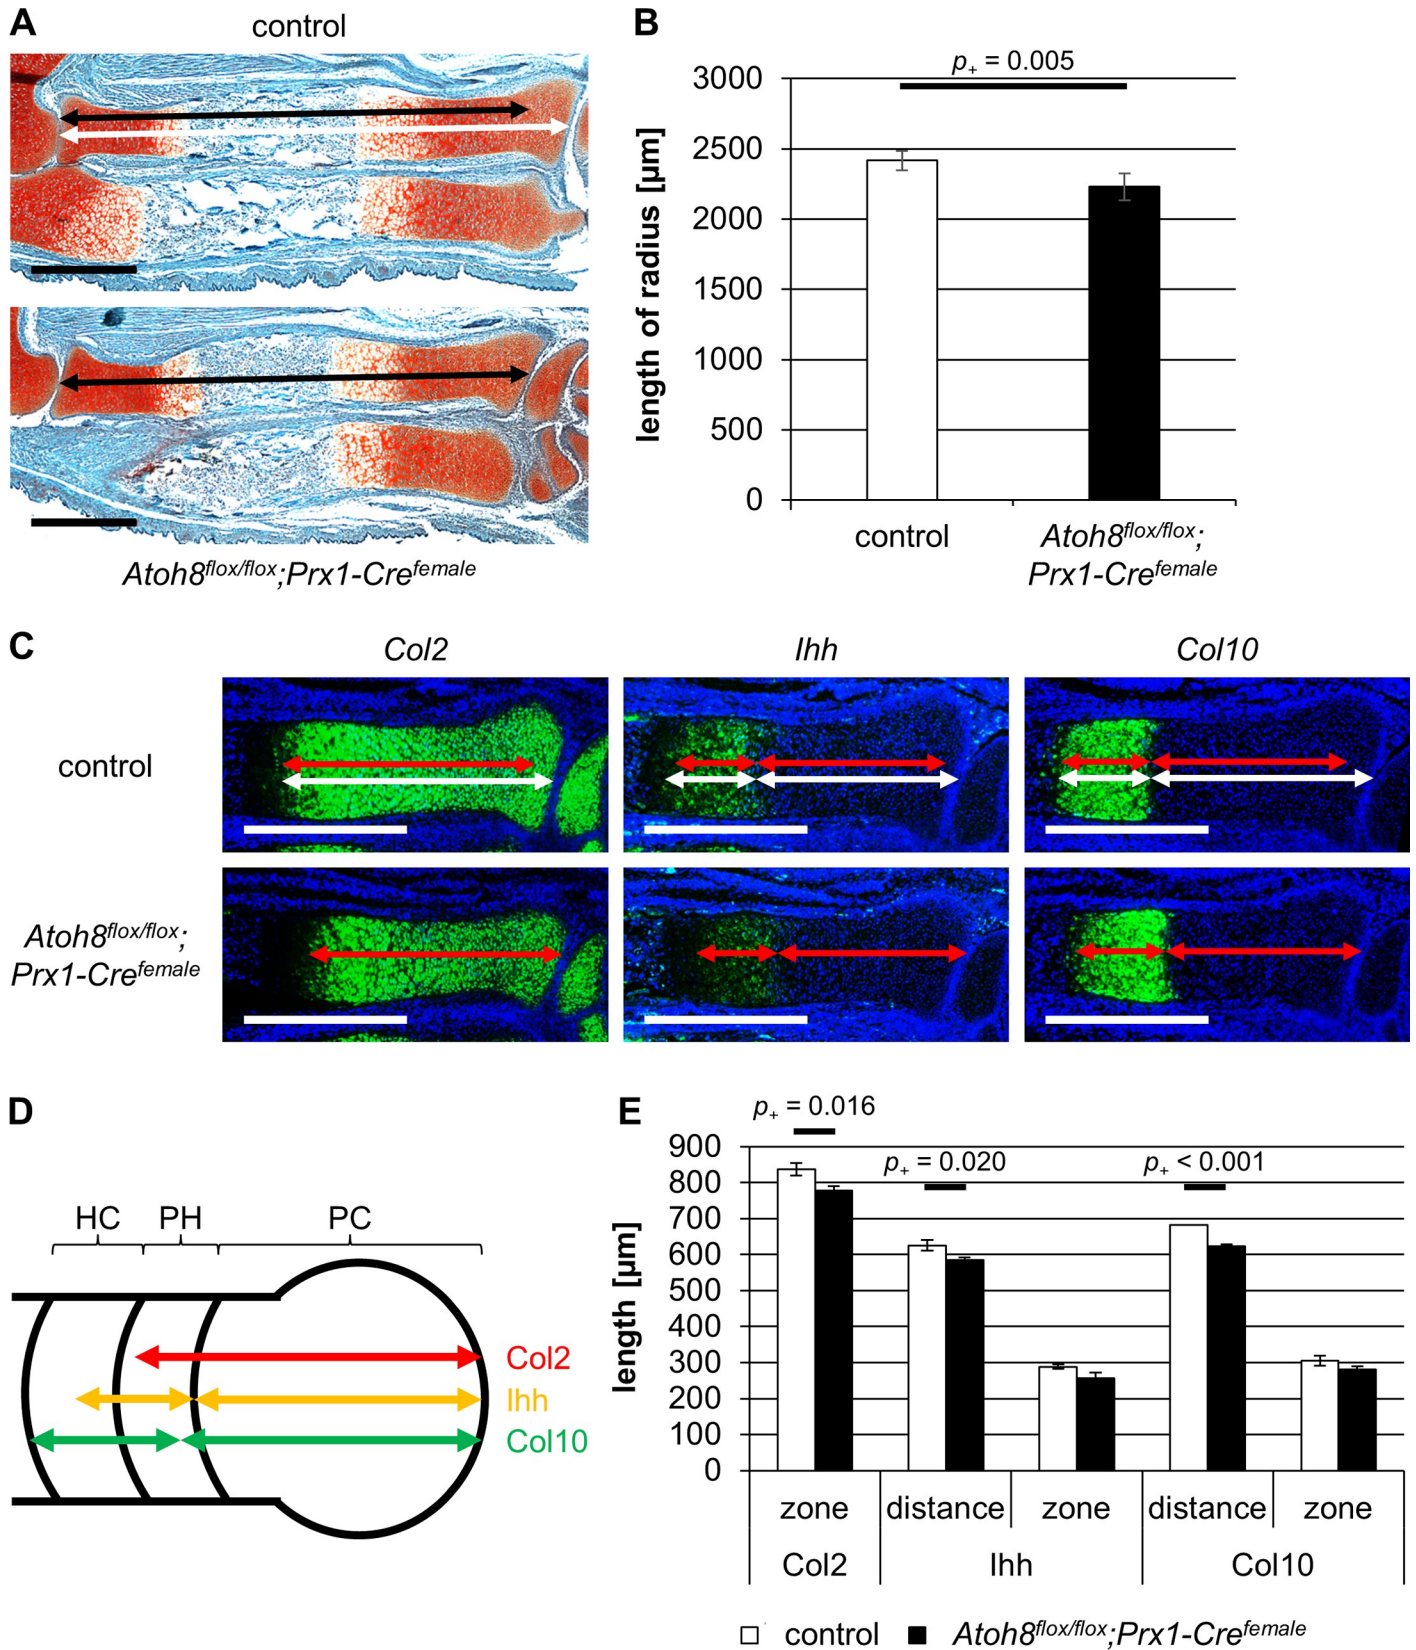 A
control
Atoh8flox/flox;Prx1-Crefemale
B
p+ = 0.005
length of radius [µm]
3000
2500
2000
1500
1000
500
0
control
Atoh8flox/flox;
Prx1-Crefemale
C
Col2 Ihh Col10
control
Atoh8flox/flox;
Prx1-Crefemale
D
HC PH PC
Col2
Ihh
Col10
E
p+ = 0.016
p+ = 0.020
p+ < 0.001
length [µm]
900
800
700
600
500
400
300
200
100
0
zone distance zone distance zone
Col2 Ihh Col10
control Atoh8flox/flox;Prx1-Crefemale